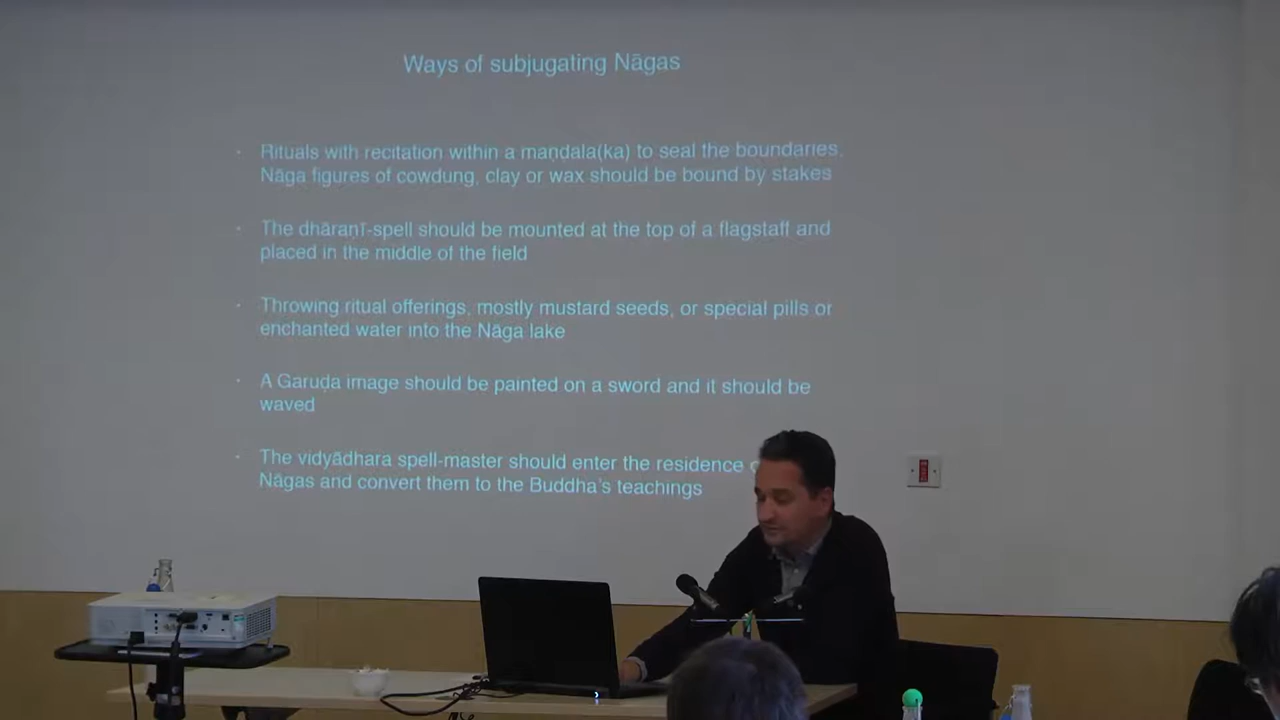 Ways of subjugating Nāgas
· Rituals with recitation within a maṇdala(ka) to seal the boundaries.
Nāga figures of cowdung, clay or wax should be bound by stakes
· The dhāraṇī-spell should be mounted at the top of a flagstaff and
placed in the middle of the field
· Throwing ritual offerings, mostly mustard seeds, or special pills or
enchanted water into the Nāga lake
· A Garuḍa image should be painted on a sword and it should be
waved
· The vidyādhara spell-master should enter the residence
Nāgas and convert them to the Buddha's teachings